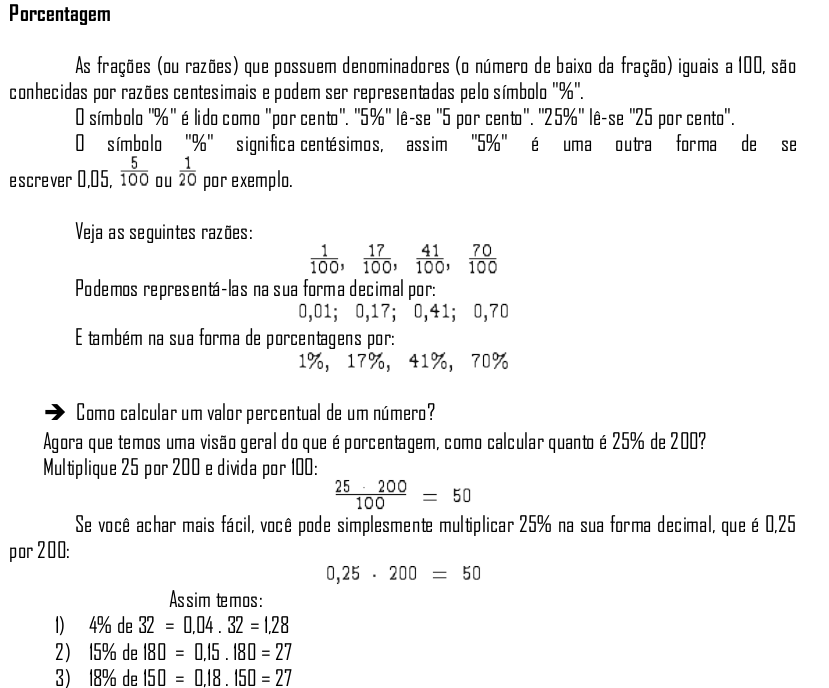 Porcentagem
As frações (ou razões) que possuem denominadores (o número de baixo da fração) iguais a 100, são
conhecidas por razões centesimais e podem ser representadas pelo símbolo "%".
O símbolo "%" é lido como "por cento". "5%" lê-se "5 por cento". "25%" lê-se "25 por cento".
O símbolo "%" significa centésimos, assim "5%" é uma outra forma de se
escrever 0,05, 5/100 ou 1/20 por exemplo.
Veja as seguintes razões:
1/100, 17/100, 41/100, 70/100
Podemos representá-las na sua forma decimal por:
0,01; 0,17; 0,41; 0,70
E também na sua forma de porcentagens por:
1%, 17%, 41%, 70%
➔ Como calcular um valor percentual de um número?
Agora que temos uma visão geral do que é porcentagem, como calcular quanto é 25% de 200?
Multiplique 25 por 200 e divida por 100:
25 · 200/100 = 50
Se você achar mais fácil, você pode simplesmente multiplicar 25% na sua forma decimal, que é 0,25
por 200:
0,25 · 200 = 50
Assim temos:
1) 4% de 32 = 0,04 . 32 = 1,28
2) 15% de 180 = 0,15 . 180 = 27
3) 18% de 150 = 0,18 . 150 = 27